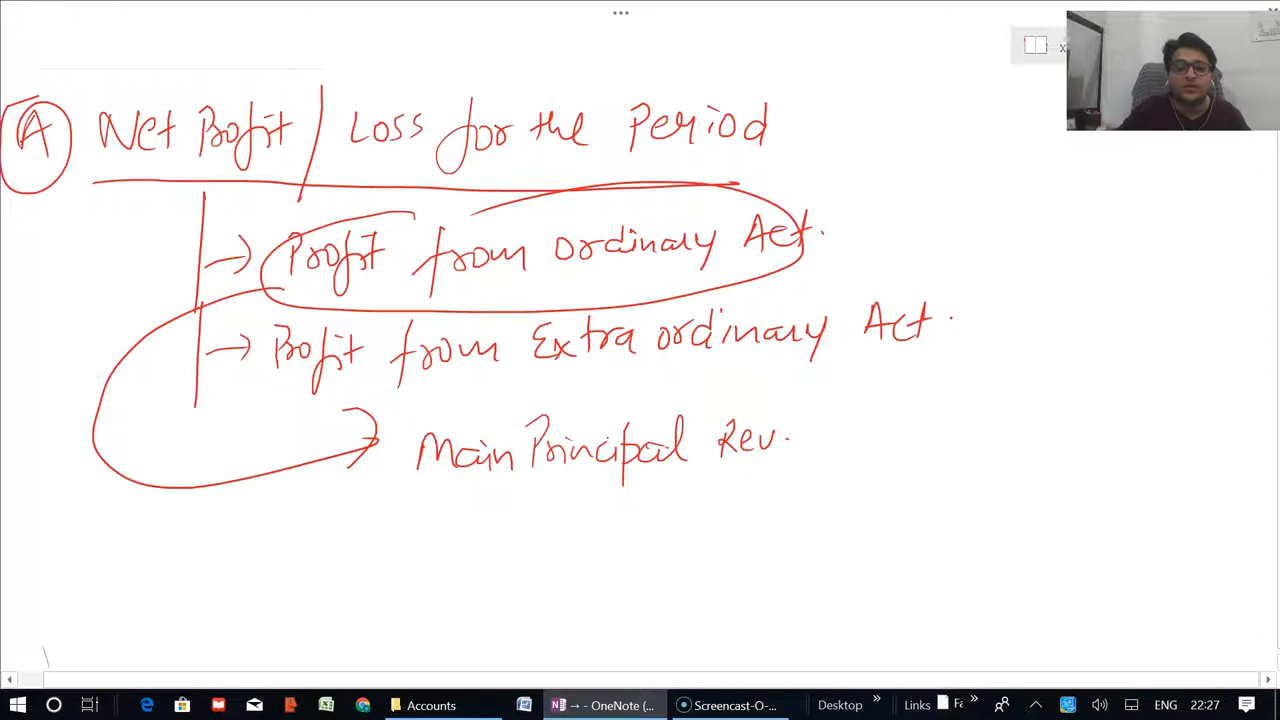 A Net Profit / Loss for the Period
→ Profit from ordinary Act.
→ Profit from Extra ordinary Act.
Main Principal Rev.
Accounts
→ - OneNote (...
Screencast-O-...
Desktop
Links
Fa...
ENG
22:27